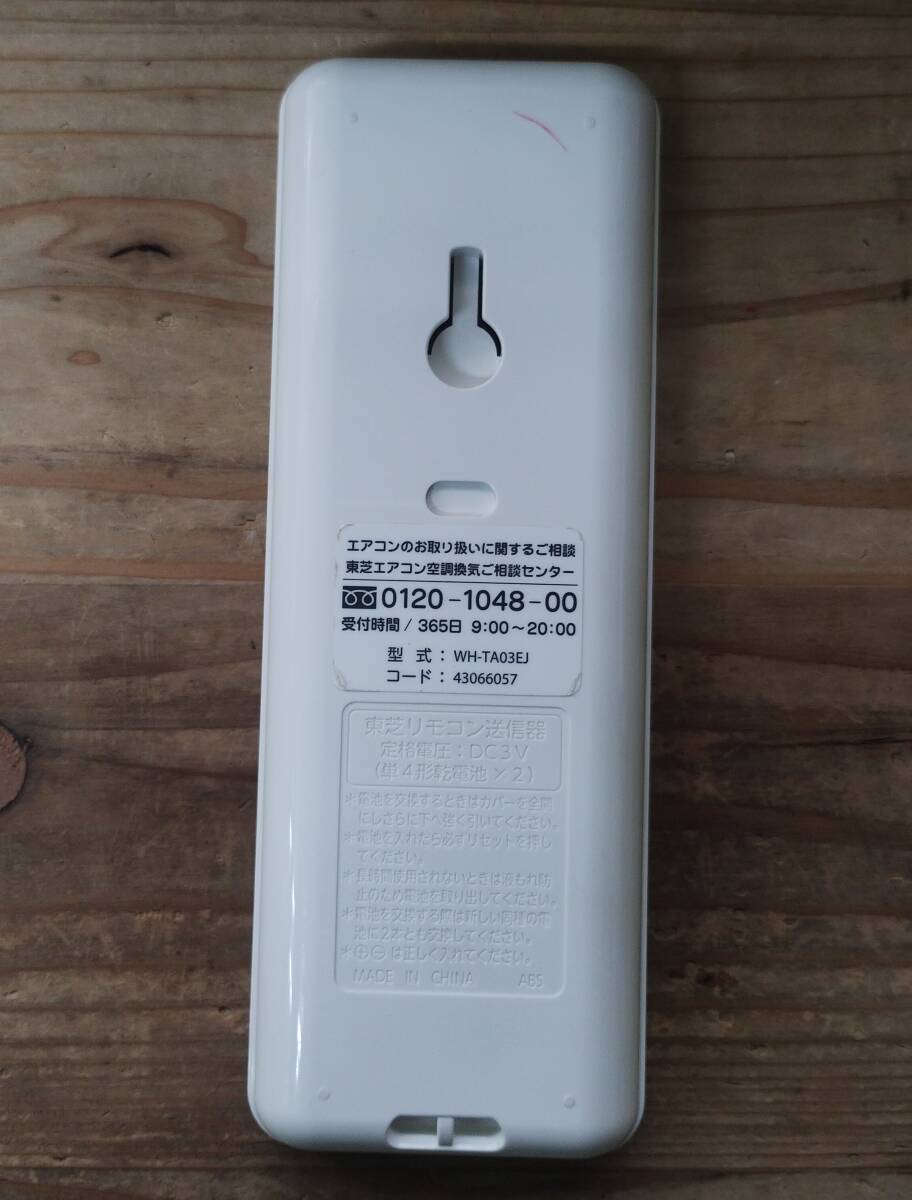 エアコンのお取り扱いに関するご相談
東芝エアコン空調換気ご相談センター
0120-1048-00
受付時間/ 365日 9:00～20:00
型 式: WH-TA03EJ
コード: 43066057
東芝リモコン送信器
定格電圧:DC3V
(単4形乾電池×2)
*電池を交換するときはカバーを全開
にしさらに下へ強く引いてください。
*電池を入れたら必ずリセットを押し
てください。
*長時間使用されないときは液もれ防
止のため電池を取り出してください。
*電池を交換する際は新しい同種の電
池に2本とも交換してください。
*⊕⊖は正しく入れてください。
MADE IN CHINA ABS